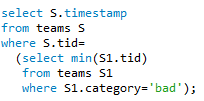 select S.timestamp
from teams S
where S.tid=
(select min(S1.tid)
from teams S1
where S1.category='bad');